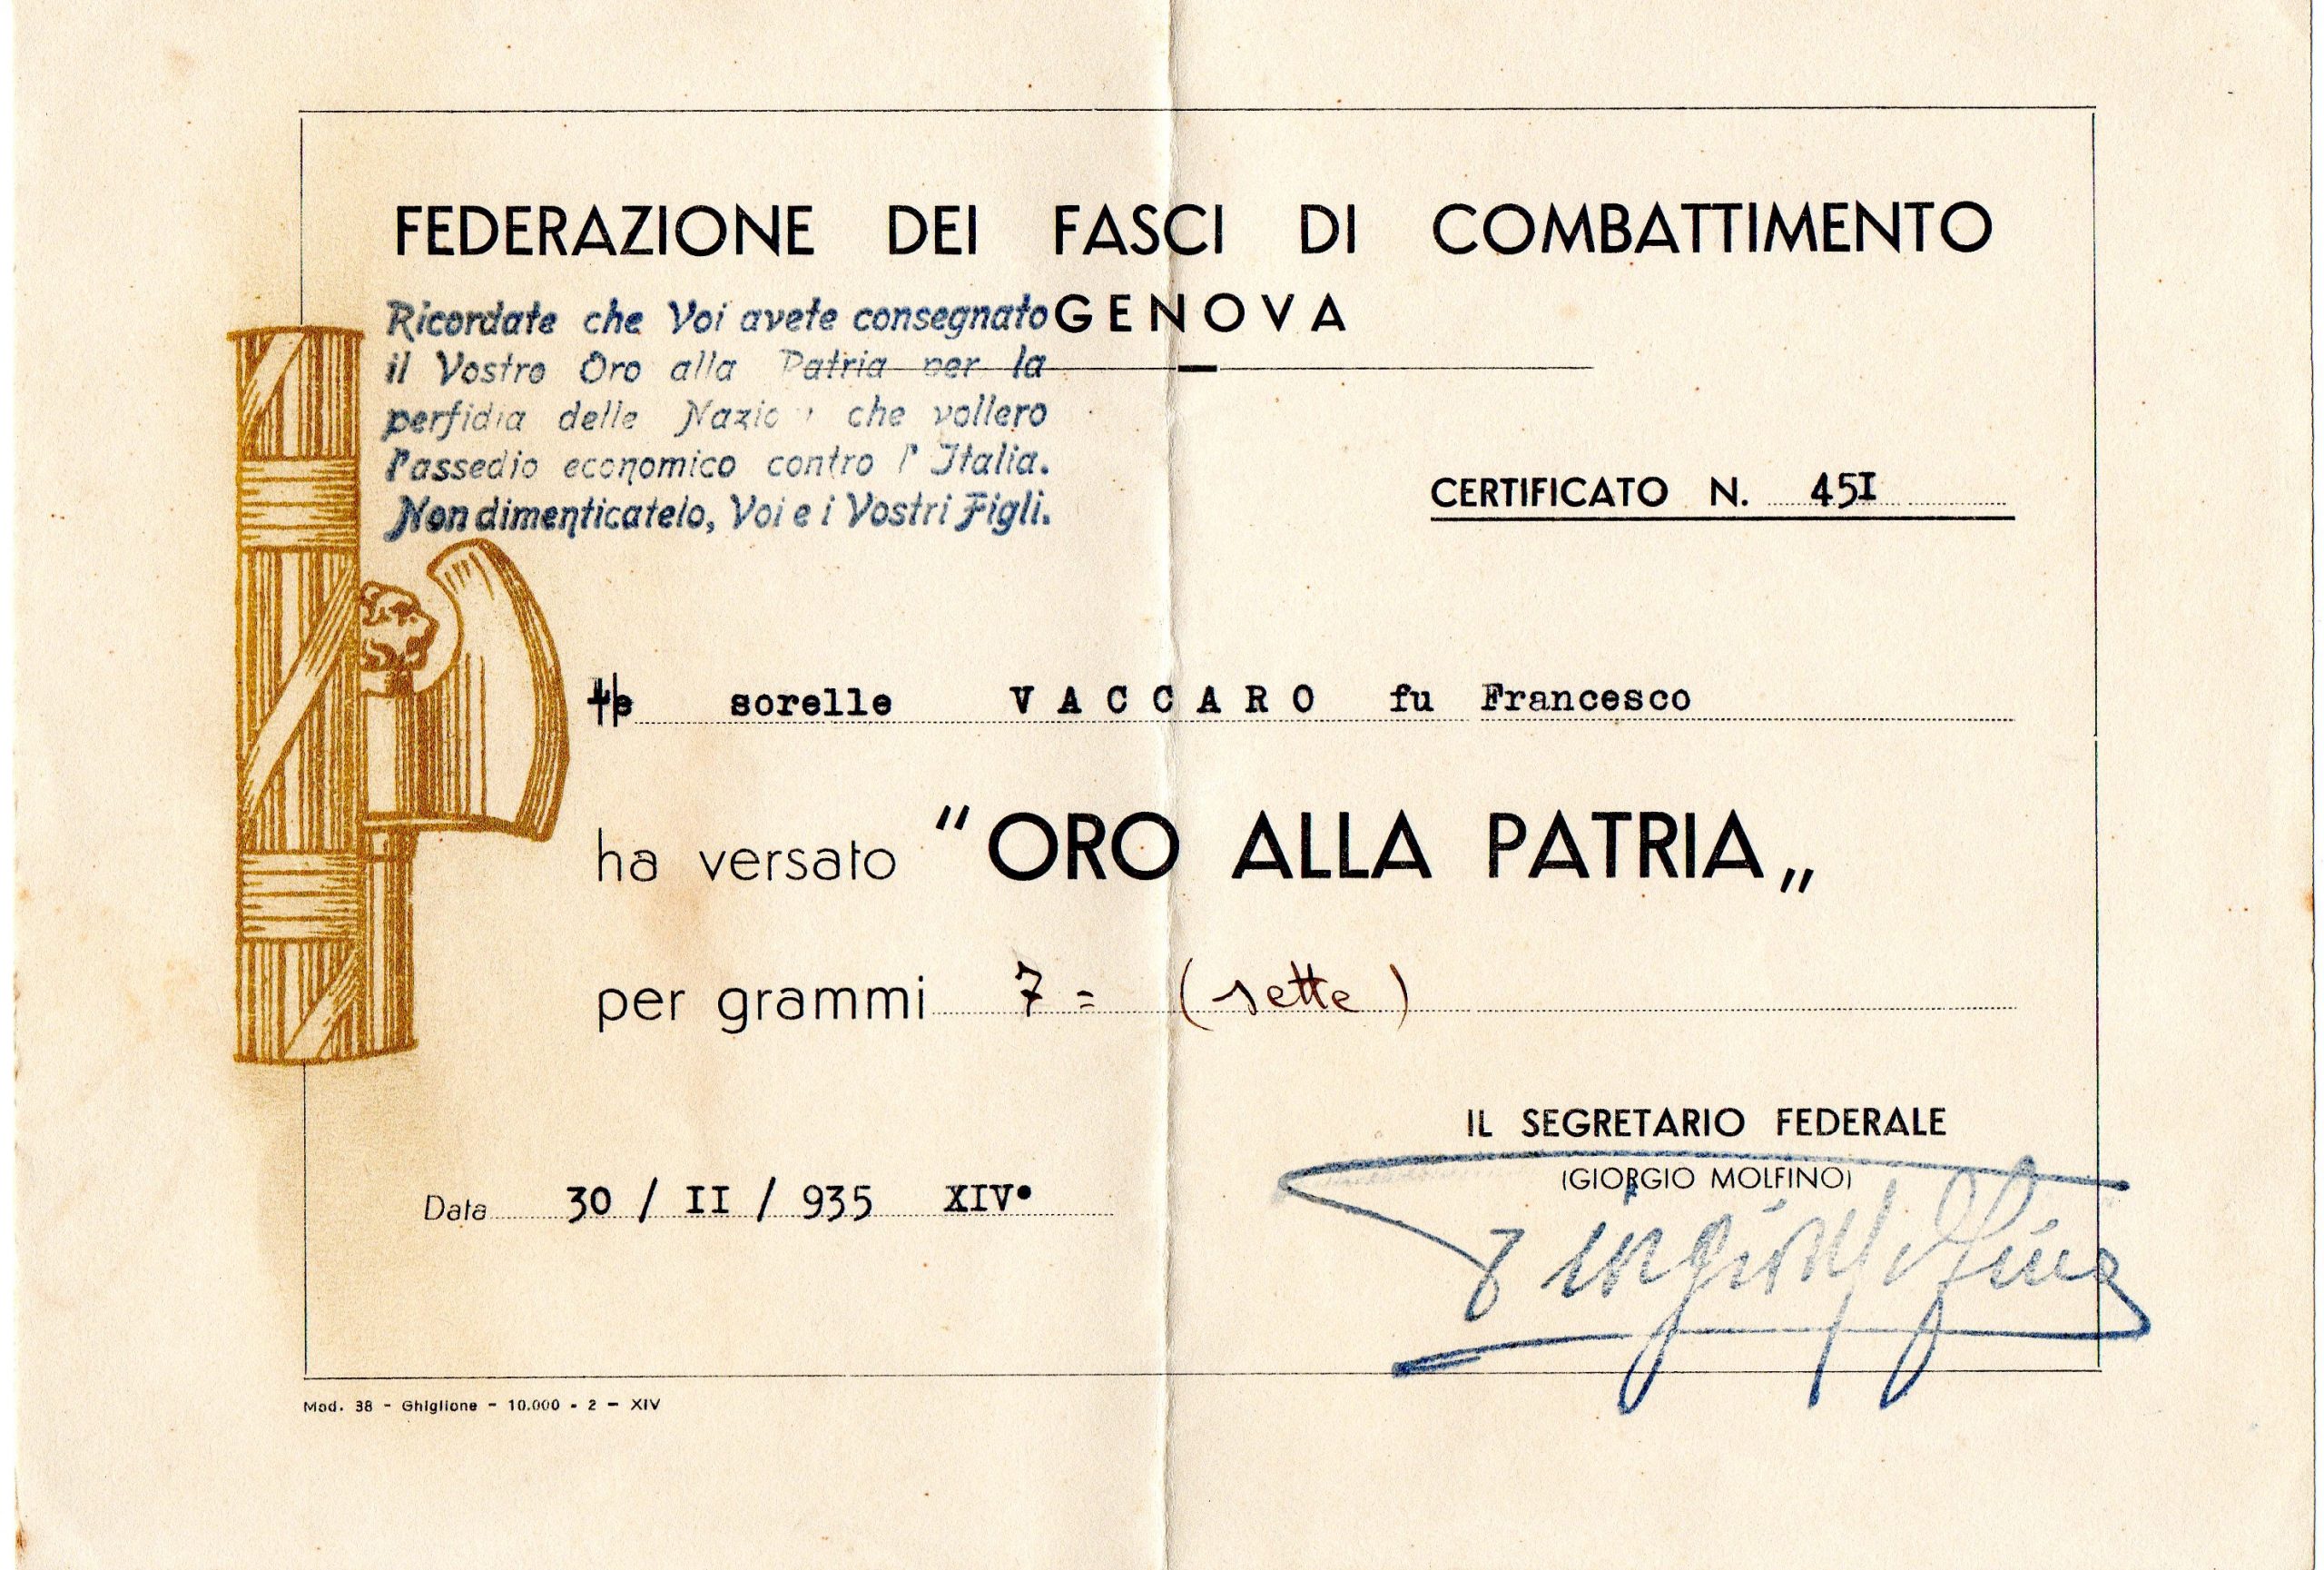 FEDERAZIONE DEI FASCI DI COMBATTIMENTO
GENOVA
Ricordate che Voi avete consegnato
il Vostro Oro alla Patria per la
perfidia delle che vollero
l'assedio economico contro l'Italia.
Non dimenticatelo, Voi e i Vostri Figli.
CERTIFICATO N. 45I
le sorelle VACCARO fu Francesco
ha versato "ORO ALLA PATRIA„
per grammi 7 = (sette)
IL SEGRETARIO FEDERALE
(GIORGIO MOLFINO)
Giorgio Molfino
Data 30 / II / 935 XIV°
Mod. 38 - Ghiglione - 10.000 - 2 - XIV